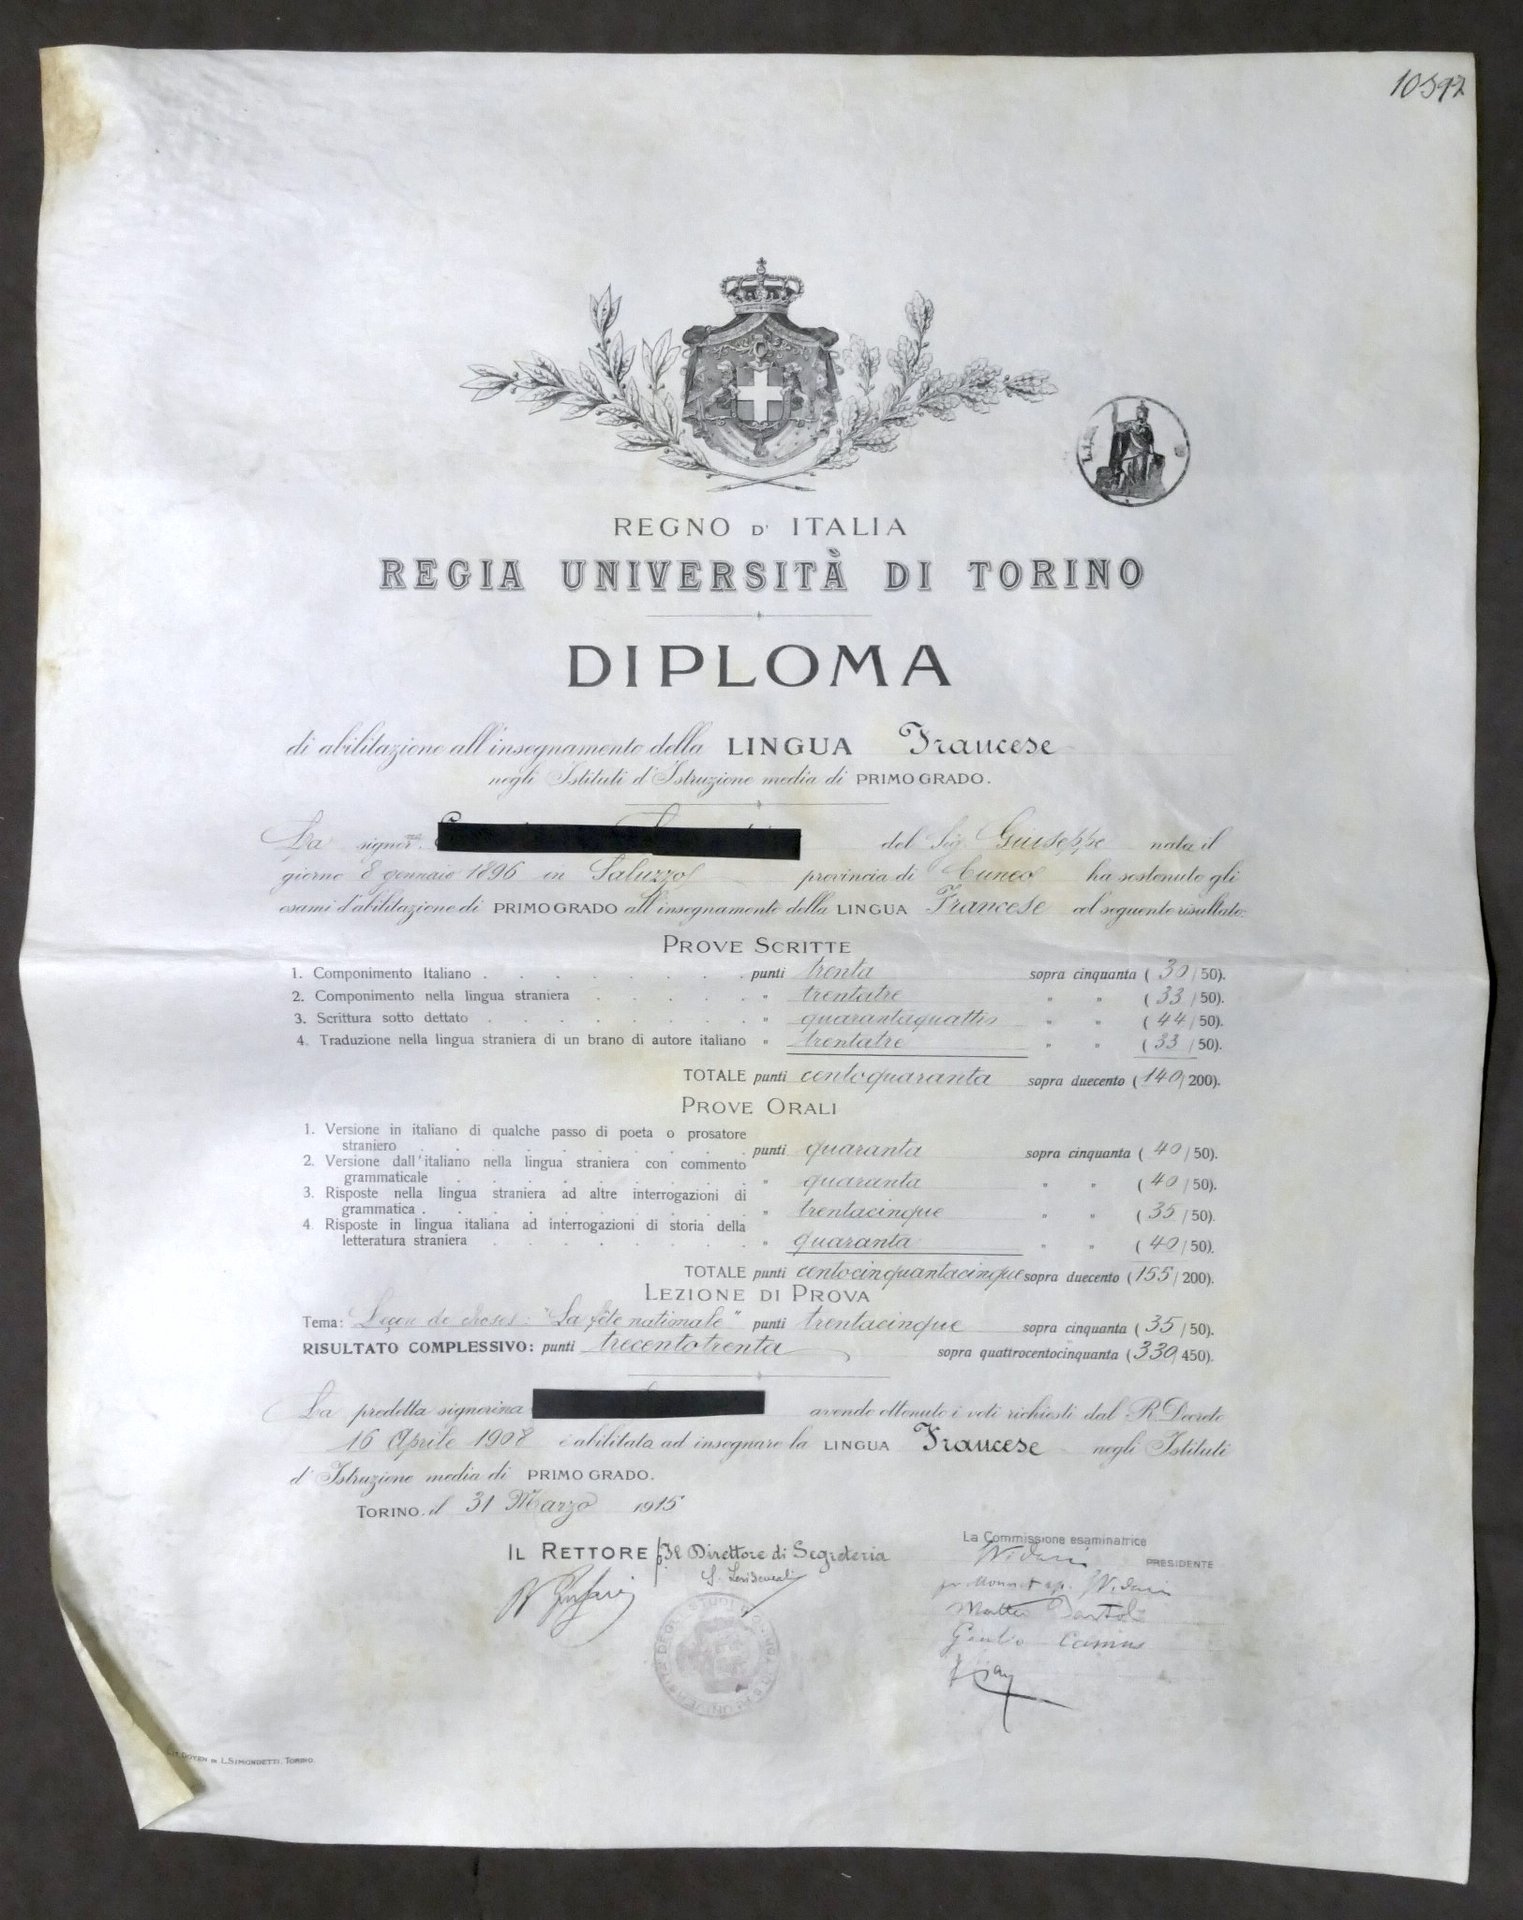 10592
REGNO D' ITALIA
REGIA UNIVERSITÀ DI TORINO
DIPLOMA
di abilitazione all'insegnamento della LINGUA Francese
negli Istituti d'Istruzione media di PRIMO GRADO.
La signor.na del Sig. Giuseppe nata il
giorno 8 gennaio 1896 in Saluzzo provincia di Cuneo ha sostenuto gli
esami d'abilitazione di PRIMO GRADO all'insegnamento della LINGUA Francese col seguente risultato:
PROVE SCRITTE
1. Componimento Italiano . . . . . . . . . punti trenta sopra cinquanta ( 30 / 50).
2. Componimento nella lingua straniera . . . . . " trentatre " " ( 33 / 50).
3. Scrittura sotto dettato . . . . . . . . " quarantaquattro " " ( 44 / 50).
4. Traduzione nella lingua straniera di un brano di autore italiano " trentatre " " ( 33 / 50).
TOTALE punti centoquaranta sopra duecento ( 140 / 200).
PROVE ORALI
1. Versione in italiano di qualche passo di poeta o prosatore
straniero . . . . . . . . . . . punti quaranta sopra cinquanta ( 40 / 50).
2. Versione dall'italiano nella lingua straniera con commento
grammaticale . . . . . . . . . . " quaranta " " ( 40 / 50).
3. Risposte nella lingua straniera ad altre interrogazioni di
grammatica . . . . . . . . . . . " trentacinque " " ( 35 / 50).
4. Risposte in lingua italiana ad interrogazioni di storia della
letteratura straniera . . . . . . . . " quaranta " " ( 40 / 50).
TOTALE punti centocinquantacinque sopra duecento ( 155 / 200).
LEZIONE DI PROVA
Tema: Leçon de choses: "La fête nationale" punti trentacinque sopra cinquanta ( 35 / 50).
RISULTATO COMPLESSIVO: punti trecentotrenta sopra quattrocentocinquanta ( 330 / 450).
La predetta signorina avendo ottenuto i voti richiesti dal R. Decreto
16 Aprile 1908 è abilitata ad insegnare la LINGUA Francese negli Istituti
d'Istruzione media di PRIMO GRADO.
TORINO, il 31 Marzo 1915
IL RETTORE Il Direttore di Segreteria
La Commissione esaminatrice
PRESIDENTE
Matteo Bartoli
Giulio Camus
LIT. DOYEN DI L. SIMONDETTI. TORINO.